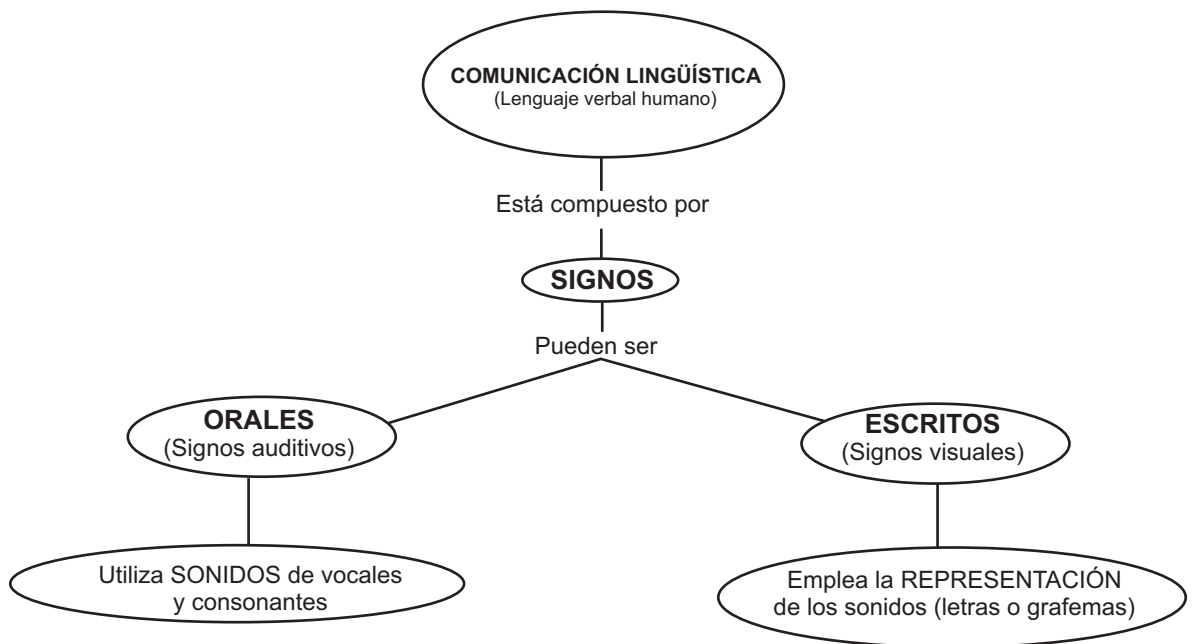 COMUNICACIÓN LINGÜÍSTICA
(Lenguaje verbal humano)
Está compuesto por
SIGNOS
Pueden ser
ORALES
(Signos auditivos)
ESCRITOS
(Signos visuales)
Utiliza SONIDOS de vocales
y consonantes
Emplea la REPRESENTACIÓN
de los sonidos (letras o grafemas)